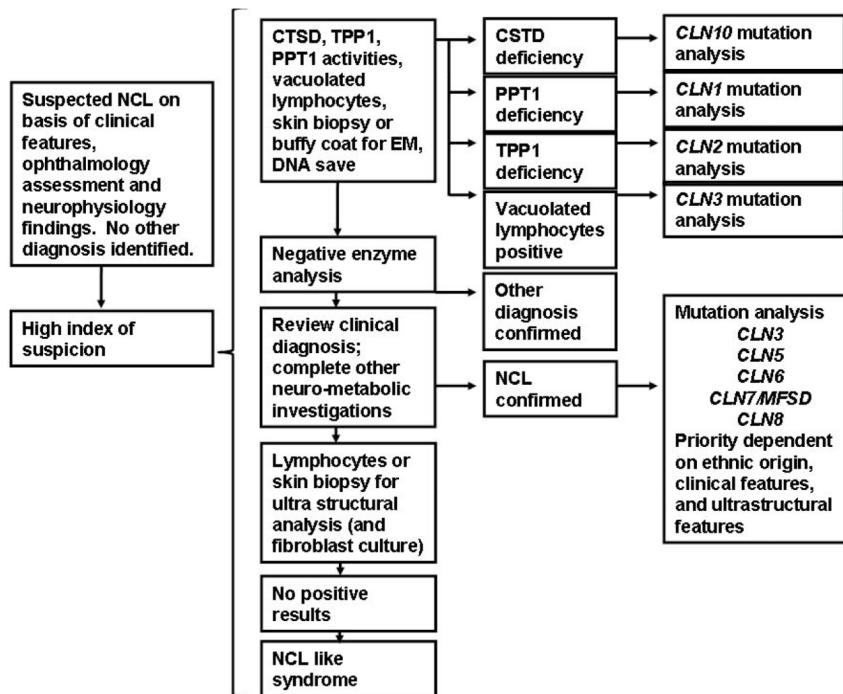 Suspected NCL on
basis of clinical
features,
ophthalmology
assessment and
neurophysiology
findings.  No other
diagnosis identified.
High index of
suspicion
CTSD, TPP1,
PPT1 activities,
vacuolated
lymphocytes,
skin biopsy or
buffy coat for EM,
DNA save
Negative enzyme
analysis
Review clinical
diagnosis;
complete other
neuro-metabolic
investigations
Lymphocytes or
skin biopsy for
ultra structural
analysis (and
fibroblast culture)
No positive
results
NCL like
syndrome
CSTD
deficiency
PPT1
deficiency
TPP1
deficiency
Vacuolated
lymphocytes
positive
Other
diagnosis
confirmed
NCL
confirmed
CLN10 mutation
analysis
CLN1 mutation
analysis
CLN2 mutation
analysis
CLN3 mutation
analysis
Mutation analysis
CLN3
CLN5
CLN6
CLN7/MFSD
CLN8
Priority dependent
on ethnic origin,
clinical features,
and ultrastructural
features